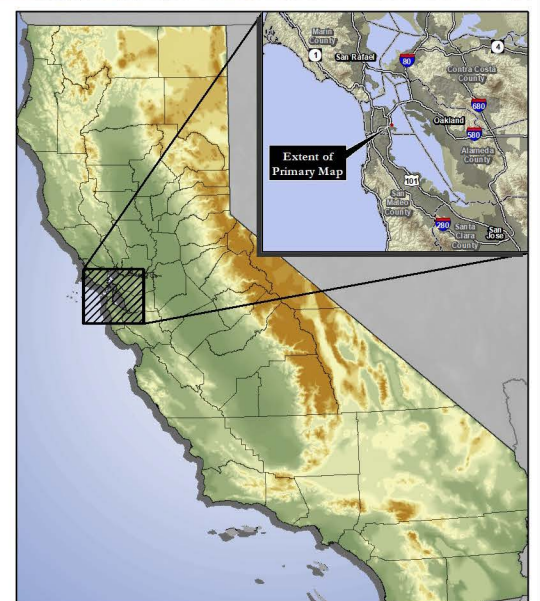 Marin
County
1
San Rafael
80
4
Contra Costa
County
680
Oakland
580
Alameda
County
Extent of
Primary Map
101
San
Mateo
County
280
Santa
Clara
County
San
Jose